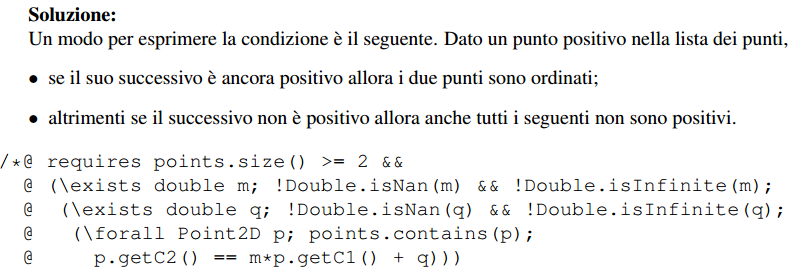 Soluzione:
Un modo per esprimere la condizione è il seguente. Dato un punto positivo nella lista dei punti,
• se il suo successivo è ancora positivo allora i due punti sono ordinati;
• altrimenti se il successivo non è positivo allora anche tutti i seguenti non sono positivi.
/*@ requires points.size() >= 2 &&
@ (\exists double m; !Double.isNan(m) && !Double.isInfinite(m);
@ (\exists double q; !Double.isNan(q) && !Double.isInfinite(q);
@ (\forall Point2D p; points.contains(p);
@ p.getC2() == m*p.getC1() + q)))